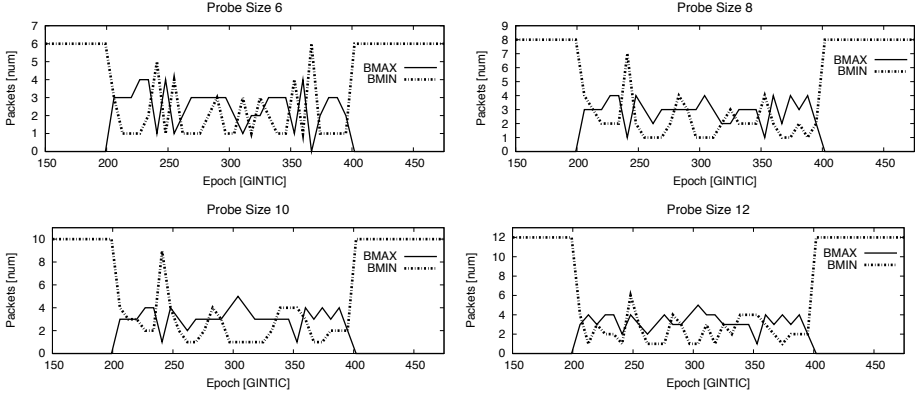 Probe Size 6
7
6
5
4
3
2
1
0
150 200 250 300 350 400 450
Packets [num]
Epoch [GINTIC]
BMAX
BMIN
Probe Size 8
9
8
7
6
5
4
3
2
1
0
150 200 250 300 350 400 450
Packets [num]
Epoch [GINTIC]
BMAX
BMIN
Probe Size 10
10
8
6
4
2
0
150 200 250 300 350 400 450
Packets [num]
Epoch [GINTIC]
BMAX
BMIN
Probe Size 12
12
10
8
6
4
2
0
150 200 250 300 350 400 450
Packets [num]
Epoch [GINTIC]
BMAX
BMIN